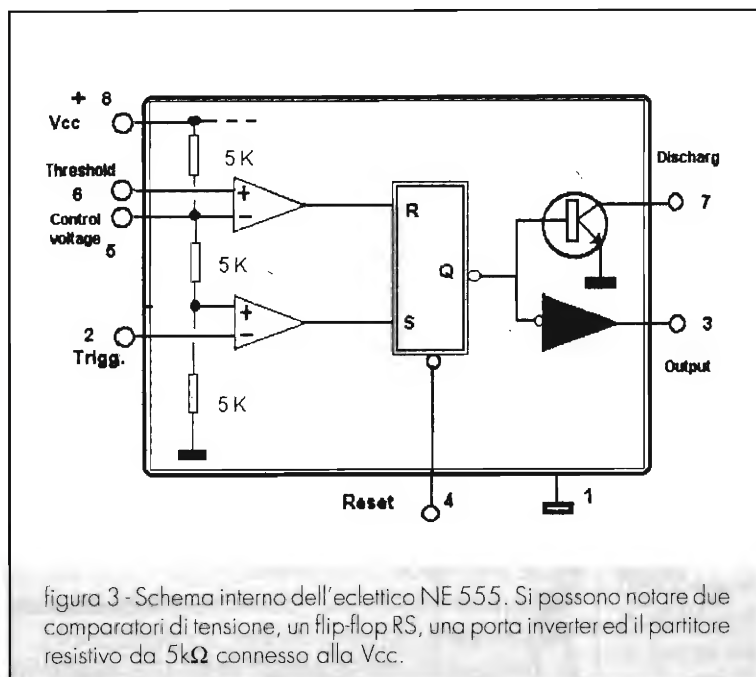 + 8
Vcc
5K
Threshold
6
Control
voltage
5
5K
2
Trigg.
5K
+
-
+
-
R
Q
S
Discharg
7
3
Output
Reset 4
1
figura 3 - Schema interno dell'eclettico NE 555. Si possono notare due
comparatori di tensione, un flip-flop RS, una porta inverter ed il partitore
resistivo da 5kΩ connesso alla Vcc.